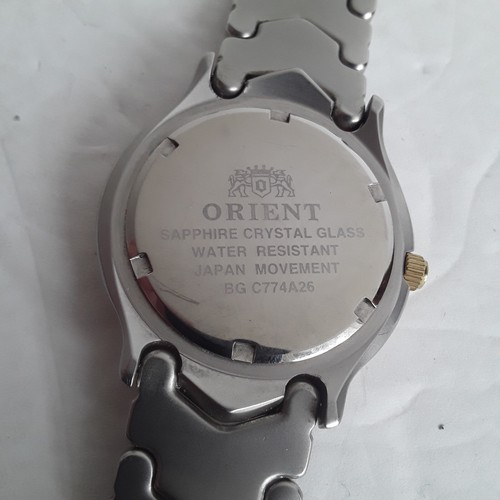 ORIENT
SAPPHIRE CRYSTAL GLASS
WATER RESISTANT
JAPAN MOVEMENT
BG C774A26